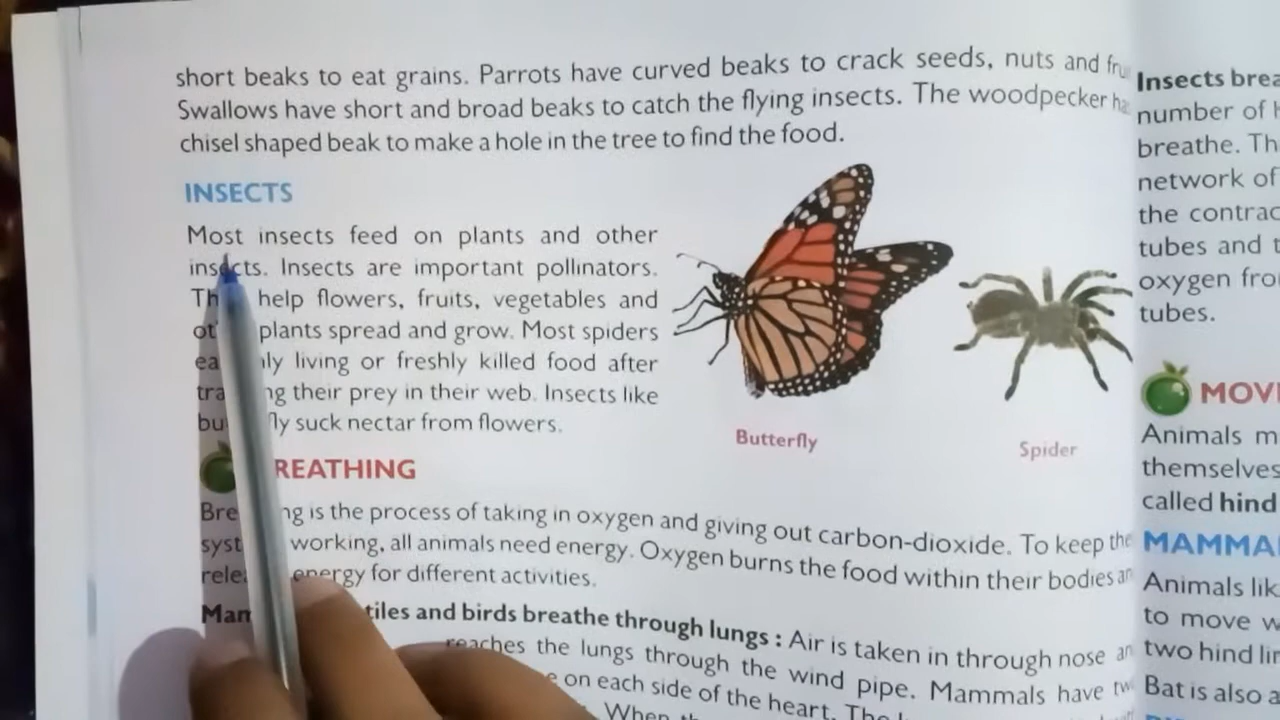 short beaks to eat grains. Parrots have curved beaks to crack seeds, nuts and
Swallows have short and broad beaks to catch the flying insects. The woodpecker
chisel shaped beak to make a hole in the tree to find the food.
INSECTS
Most insects feed on plants and other
insects. Insects are important pollinators.
help flowers, fruits, vegetables and
plants spread and grow. Most spiders
living or freshly killed food after
their prey in their web. Insects like
suck nectar from flowers.
Butterfly
Spider
REATHING
is the process of taking in oxygen and giving out carbon-dioxide. To keep the
working, all animals need energy. Oxygen burns the food within their bodies
energy for different activities.
and birds breathe through lungs : Air is taken in through nose
reaches the lungs through the wind pipe. Mammals have
on each side of the heart. The
When
Insects
number of
breathe.
network of
the
tubes and
oxygen
tubes.
Animals
themselves
called hind
Animals
to move
two hind
Bat is also a